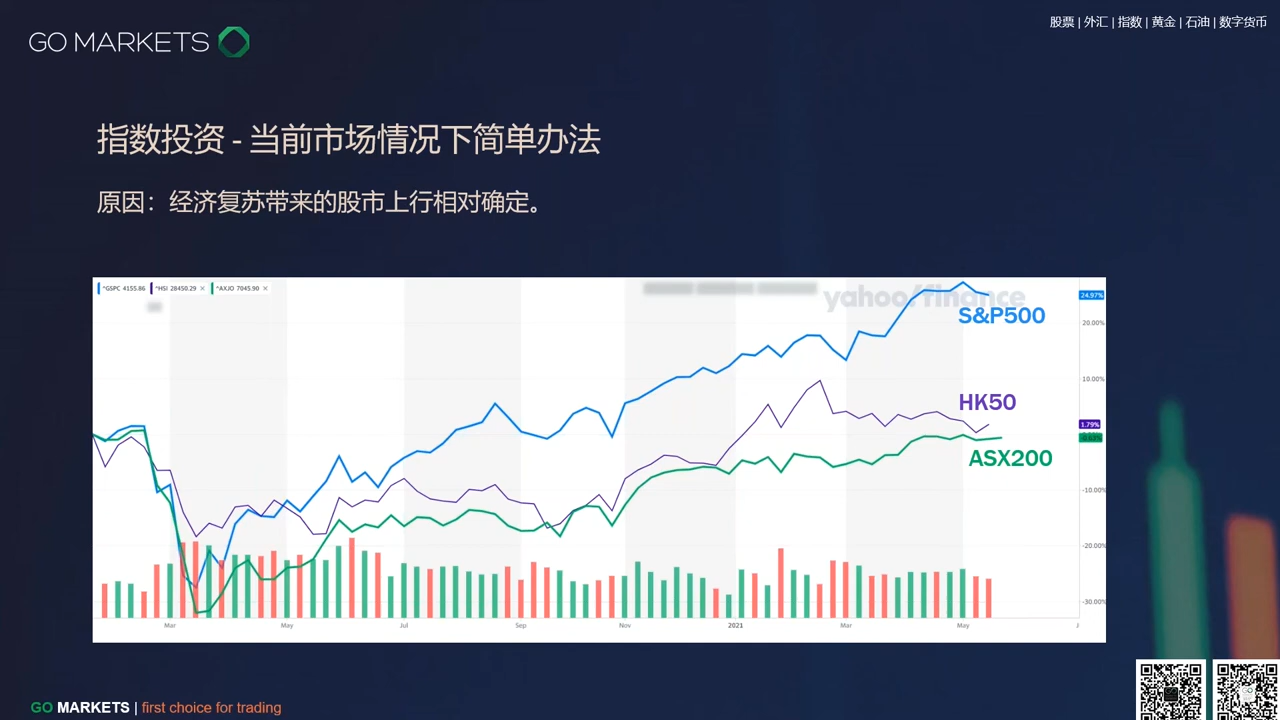 GO MARKETS
股票 | 外汇 | 指数 | 黄金 | 石油 | 数字货币
指数投资 - 当前市场情况下简单办法
原因：经济复苏带来的股市上行相对确定。
^GSPC 4155.86 ^HSI 28450.29 × ^AXJO 7045.90 ×
yahoo/finance
24.97%
S&P500
20.00%
10.00%
HK50
1.79%
ASX200
-10.00%
-20.00%
-30.00%
Mar May Jul Sep Nov 2021 Mar May J
GO MARKETS | first choice for trading